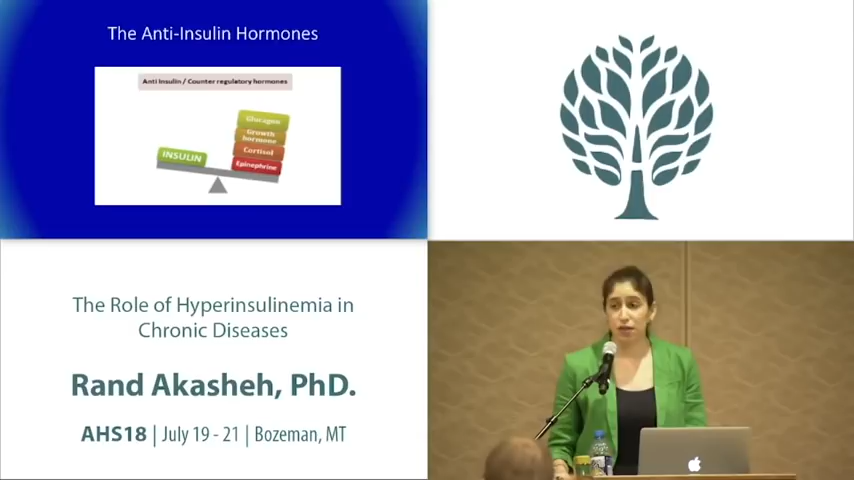 The Anti-Insulin Hormones
Anti Insulin / Counter regulatory hormones
Glucagon
Growth
hormone
INSULIN
Cortisol
Epinephrine
The Role of Hyperinsulinemia in
Chronic Diseases
Rand Akasheh, PhD.
AHS18 | July 19 - 21 | Bozeman, MT